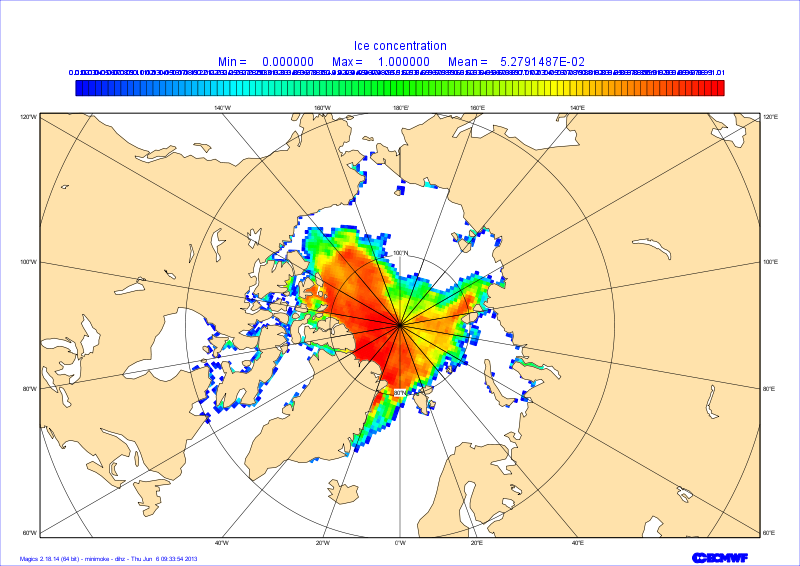 Ice concentration
Min = 0.000000 Max = 1.000000 Mean = 5.2791487E-02
140°W 160°W 180°E 160°E 140°E
120°W 120°E
100°N
100°W 100°E
80°W 80°N 80°E
60°W 60°E
40°W 20°W 0°W 20°E 40°E
Magics 2.18.14 (64 bit) - minimoke - dihz - Thu Jun 6 09:33:54 2013
ECMWF